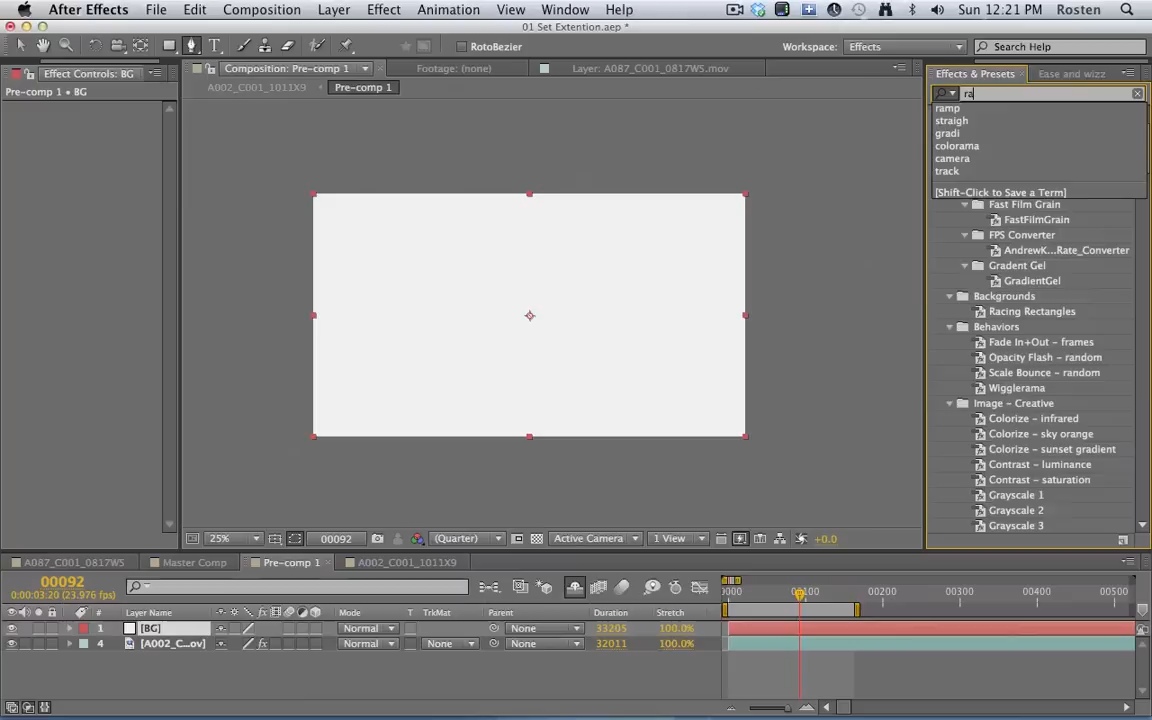 After Effects File Edit Composition Layer Effect Animation View Window Help Sun 12:21 PM Rosten
01 Set Extention.aep *
RotoBezier Workspace: Effects Search Help
Effect Controls: BG Composition: Pre-comp 1 Footage: (none) Layer: A087_C001_0817WS.mov Effects & Presets Ease and wizz
Pre-comp 1 • BG A002_C001_1011X9 Pre-comp 1
ra
ramp
straigh
gradi
colorama
camera
track
[Shift-Click to Save a Term]
Fast Film Grain
FastFilmGrain
FPS Converter
AndrewK...Rate_Converter
Gradent Gel
GradientGel
Backgrounds
Racing Rectangles
Behaviors
Fade In+Out - frames
Opacity Flash - random
Scale Bounce - random
Wigglerama
Image - Creative
Colorize - infrared
Colorize - sky orange
Colorize - sunset gradient
Contrast - luminance
Contrast - saturation
Grayscale 1
Grayscale 2
Grayscale 3
25% 00092 (Quarter) Active Camera 1 View +0.0
A087_C001_0817WS Master Comp Pre-comp 1 A002_C001_1011X9
00092
0:00:03:20 (23.976 fps)
0000 00100 00200 00300 00400 00500
# Layer Name Mode T TrkMat Parent Duration Stretch
1 [BG] Normal None 33205 100.0%
4 [A002_C...ov] Normal None None 32011 100.0%